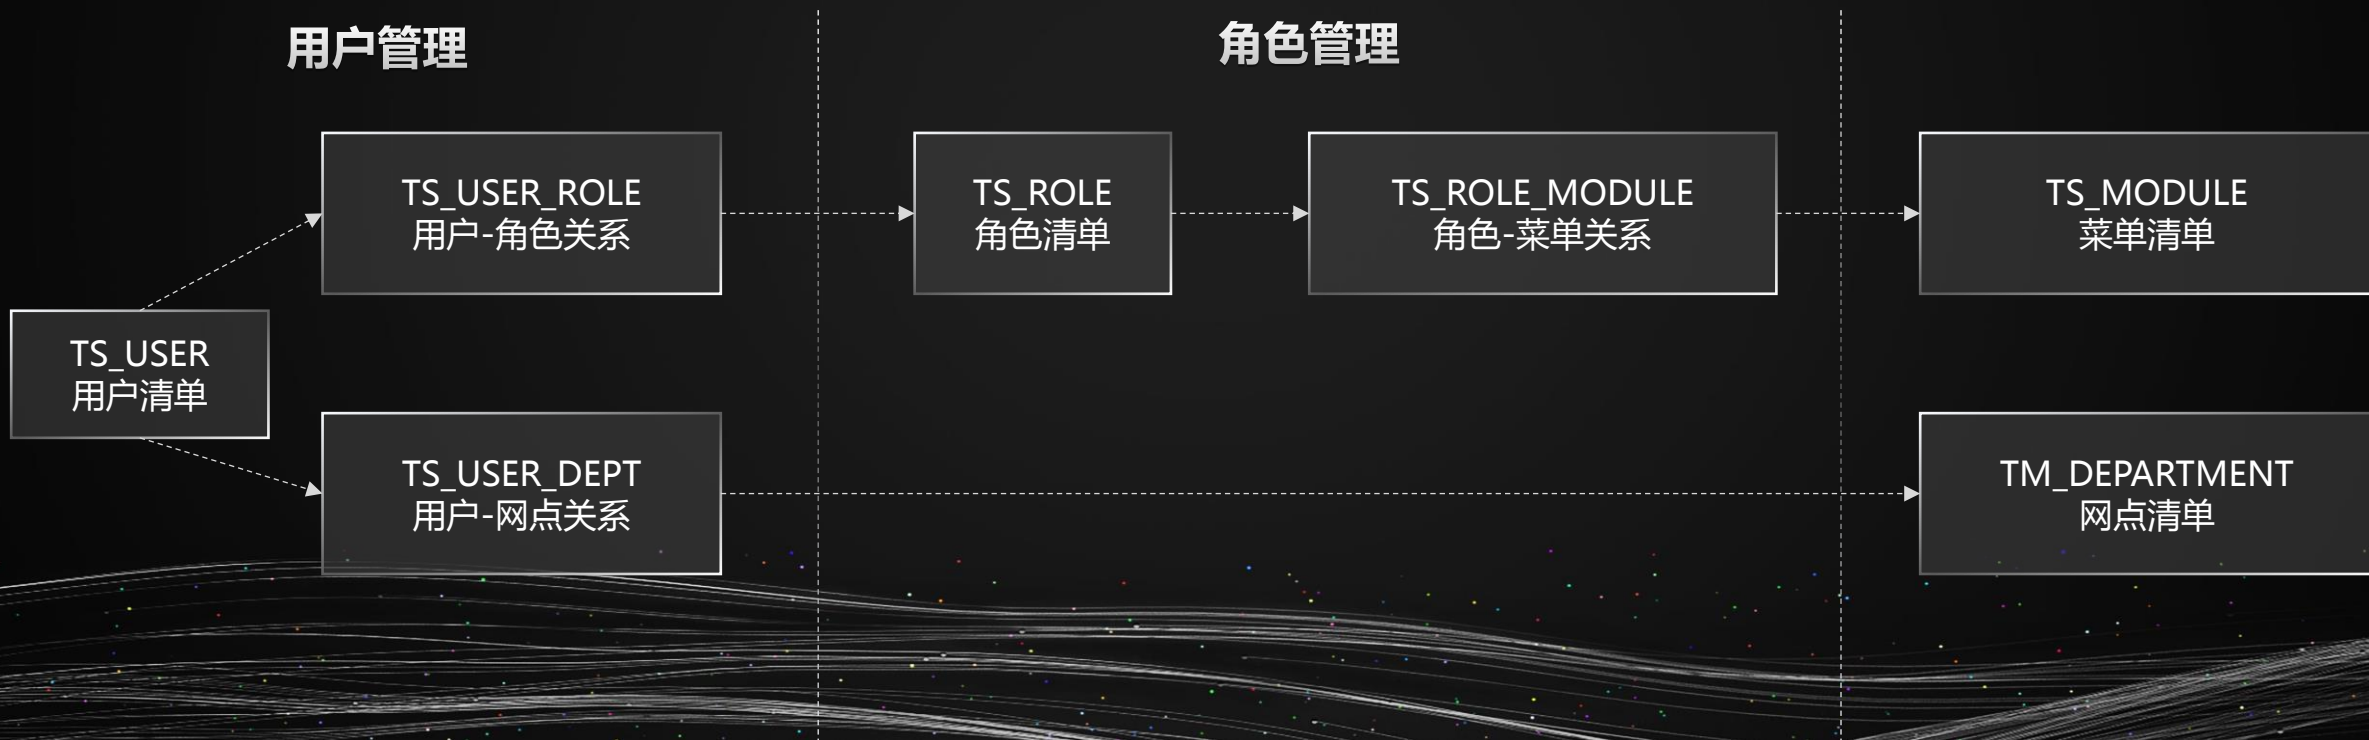 用户管理
角色管理
TS_USER_ROLE
用户-角色关系
TS_ROLE
角色清单
TS_ROLE_MODULE
角色-菜单关系
TS_MODULE
菜单清单
TS_USER
用户清单
TS_USER_DEPT
用户-网点关系
TM_DEPARTMENT
网点清单